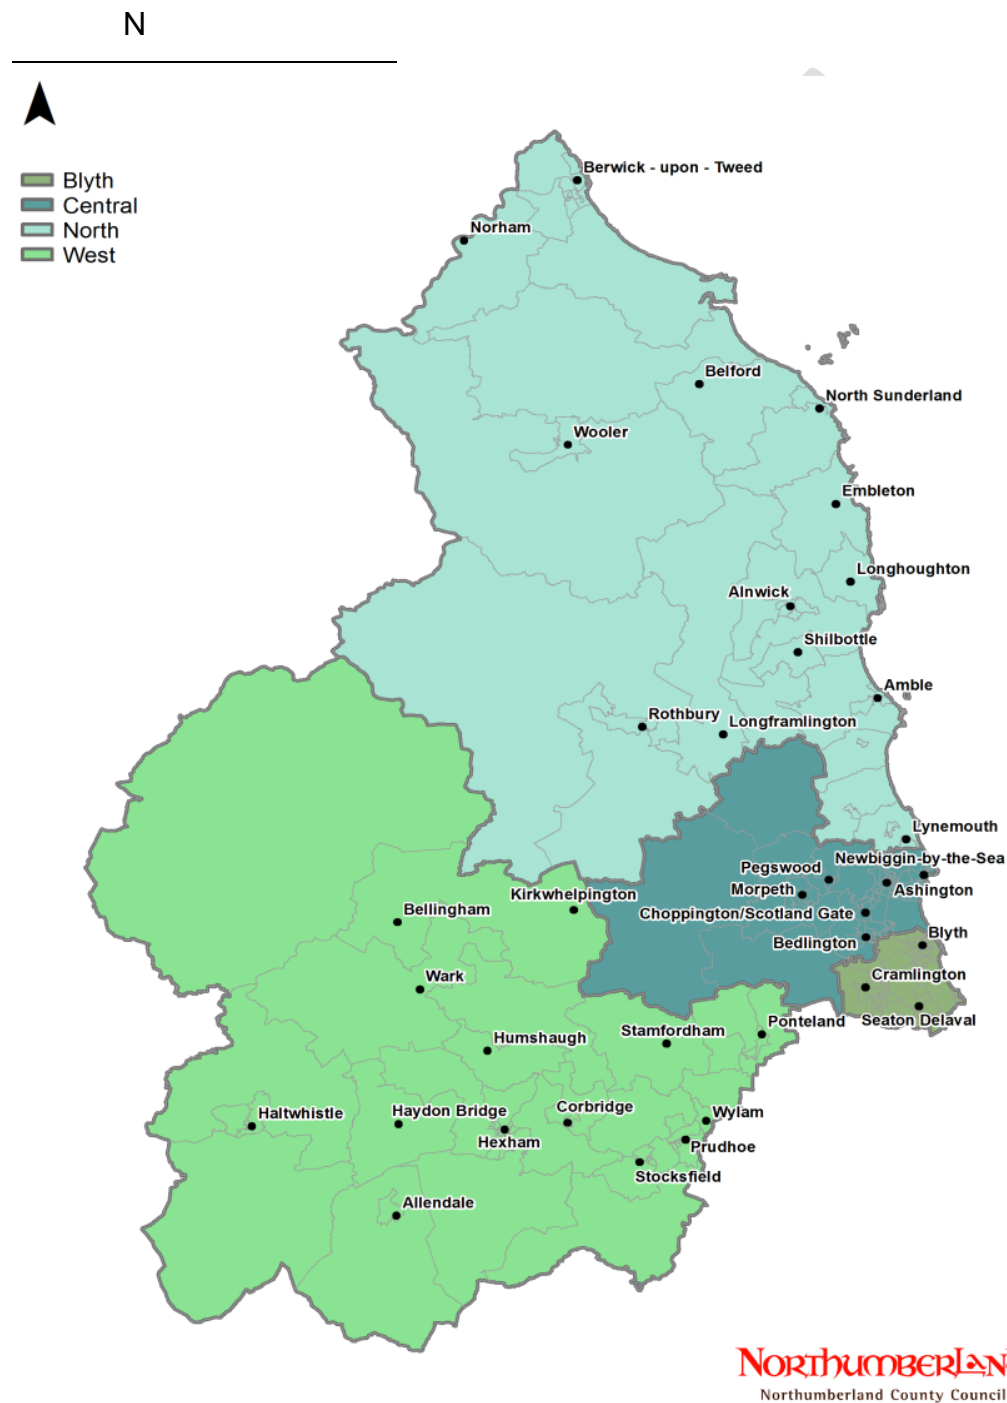 N
Blyth
Central
North
West
Berwick - upon - Tweed
Norham
Belford
North Sunderland
Wooler
Embleton
Longhoughton
Alnwick
Shilbottle
Amble
Rothbury
Longframlington
Lynemouth
Newbiggin-by-the-Sea
Pegswood
Morpeth
Ashington
Kirkwhelpington
Bellingham
Choppington/Scotland Gate
Blyth
Bedlington
Cramlington
Wark
Ponteland
Seaton Delaval
Stamfordham
Humshaugh
Haltwhistle
Haydon Bridge
Corbridge
Wylam
Hexham
Prudhoe
Stocksfield
Allendale
NORThUMBERLAN
Northumberland County Council